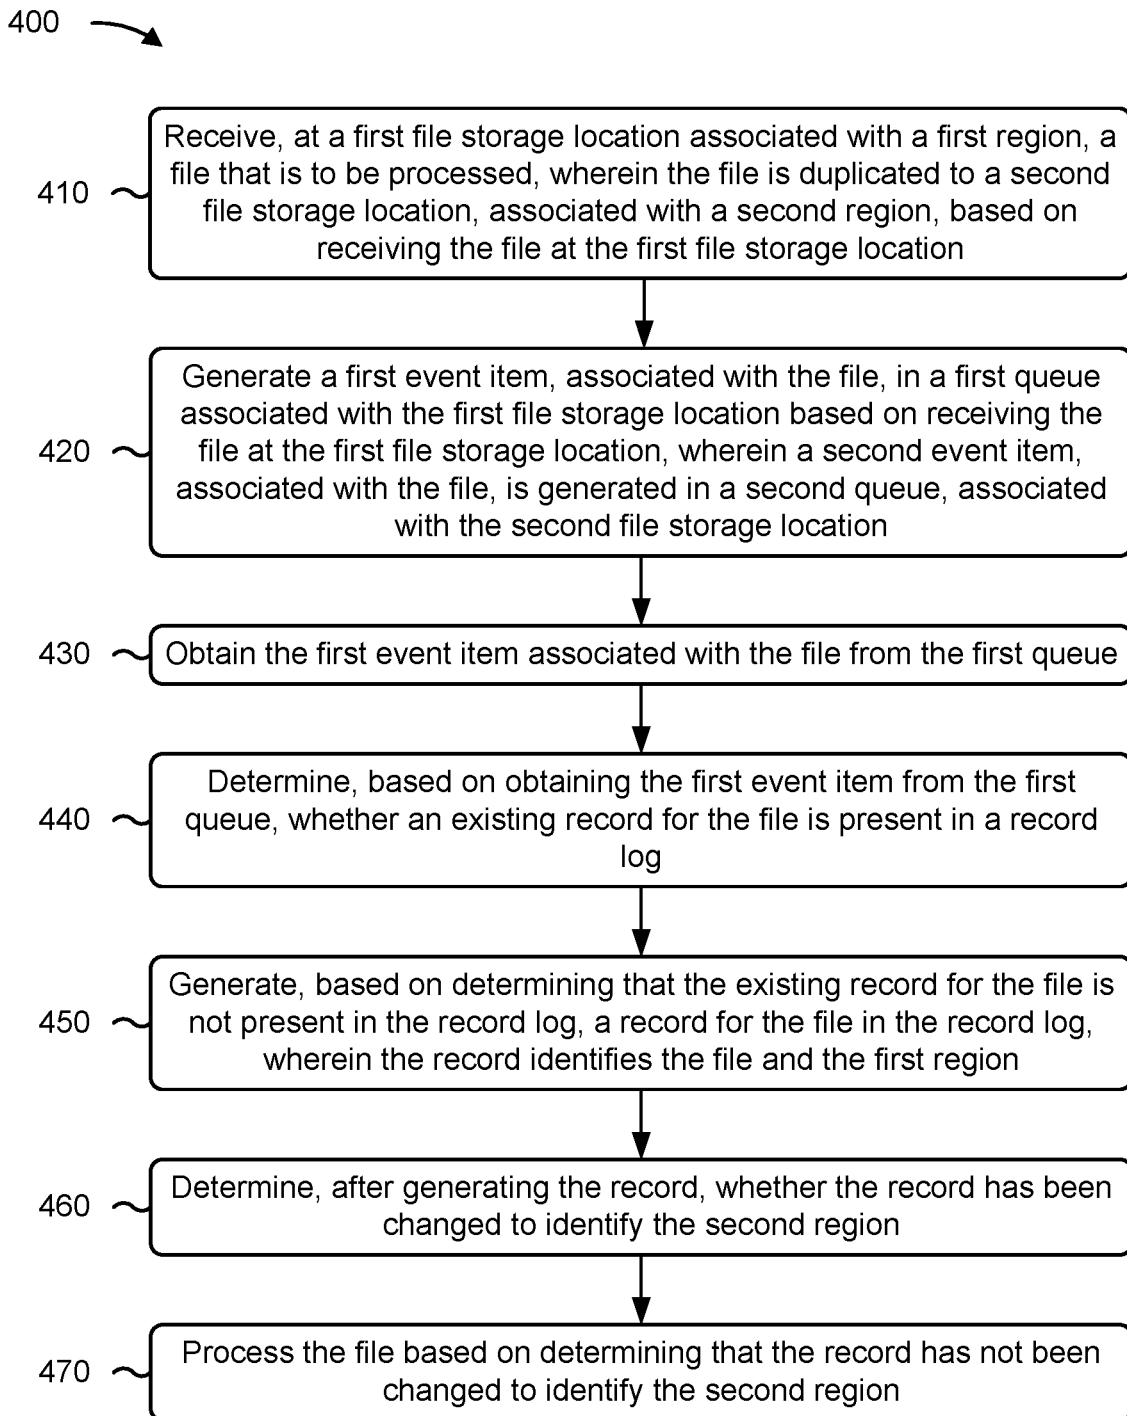 400
410
Receive, at a first file storage location associated with a first region, a
file that is to be processed, wherein the file is duplicated to a second
file storage location, associated with a second region, based on
receiving the file at the first file storage location
420
Generate a first event item, associated with the file, in a first queue
associated with the first file storage location based on receiving the
file at the first file storage location, wherein a second event item,
associated with the file, is generated in a second queue, associated
with the second file storage location
430
Obtain the first event item associated with the file from the first queue
440
Determine, based on obtaining the first event item from the first
queue, whether an existing record for the file is present in a record
log
450
Generate, based on determining that the existing record for the file is
not present in the record log, a record for the file in the record log,
wherein the record identifies the file and the first region
460
Determine, after generating the record, whether the record has been
changed to identify the second region
470
Process the file based on determining that the record has not been
changed to identify the second region